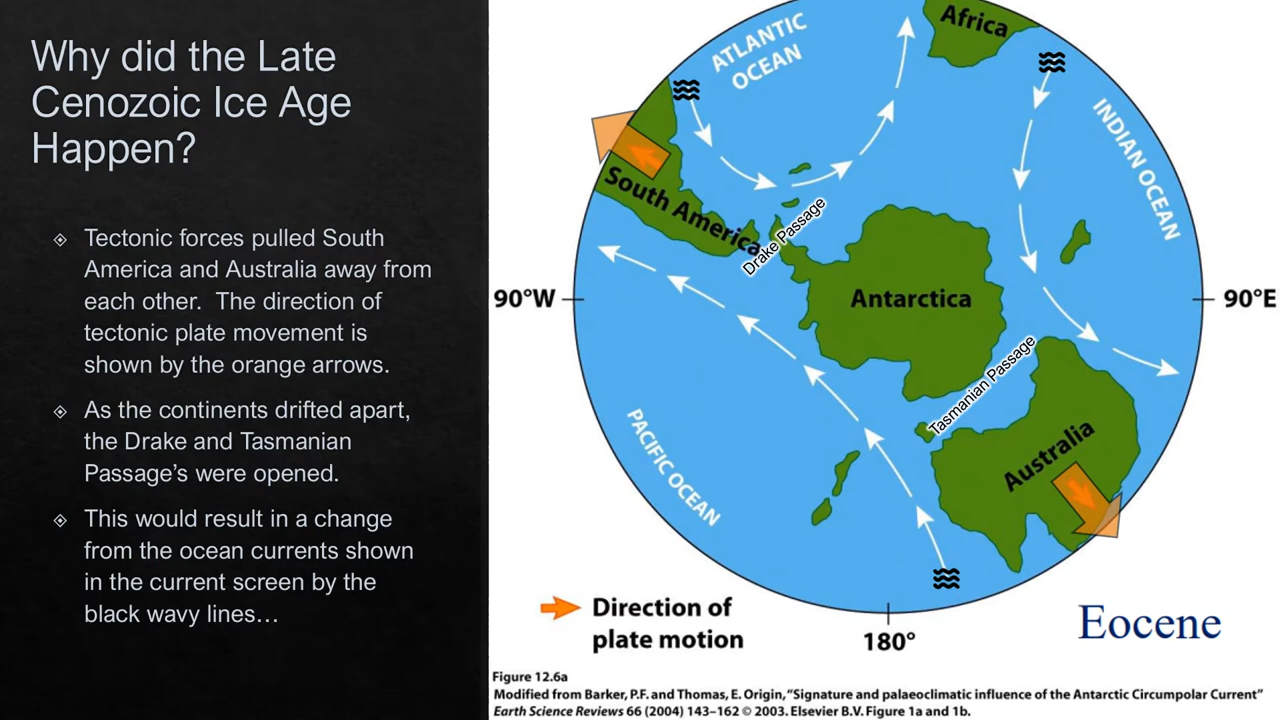 Why did the Late
Cenozoic Ice Age
Happen?
Tectonic forces pulled South
America and Australia away from
each other.  The direction of
tectonic plate movement is
shown by the orange arrows.
As the continents drifted apart,
the Drake and Tasmanian
Passage’s were opened.
This would result in a change
from the ocean currents shown
in the current screen by the
black wavy lines…
Africa
ATLANTIC
OCEAN
INDIAN OCEAN
South America
Drake Passage
90°W
Antarctica
90°E
Tasmanian Passage
PACIFIC OCEAN
Australia
Direction of
plate motion
180°
Eocene
Figure 12.6a
Modified from Barker, P.F. and Thomas, E. Origin, “Signature and palaeoclimatic influence of the Antarctic Circumpolar Current”
Earth Science Reviews 66 (2004) 143–162 © 2003. Elsevier B.V. Figure 1a and 1b.